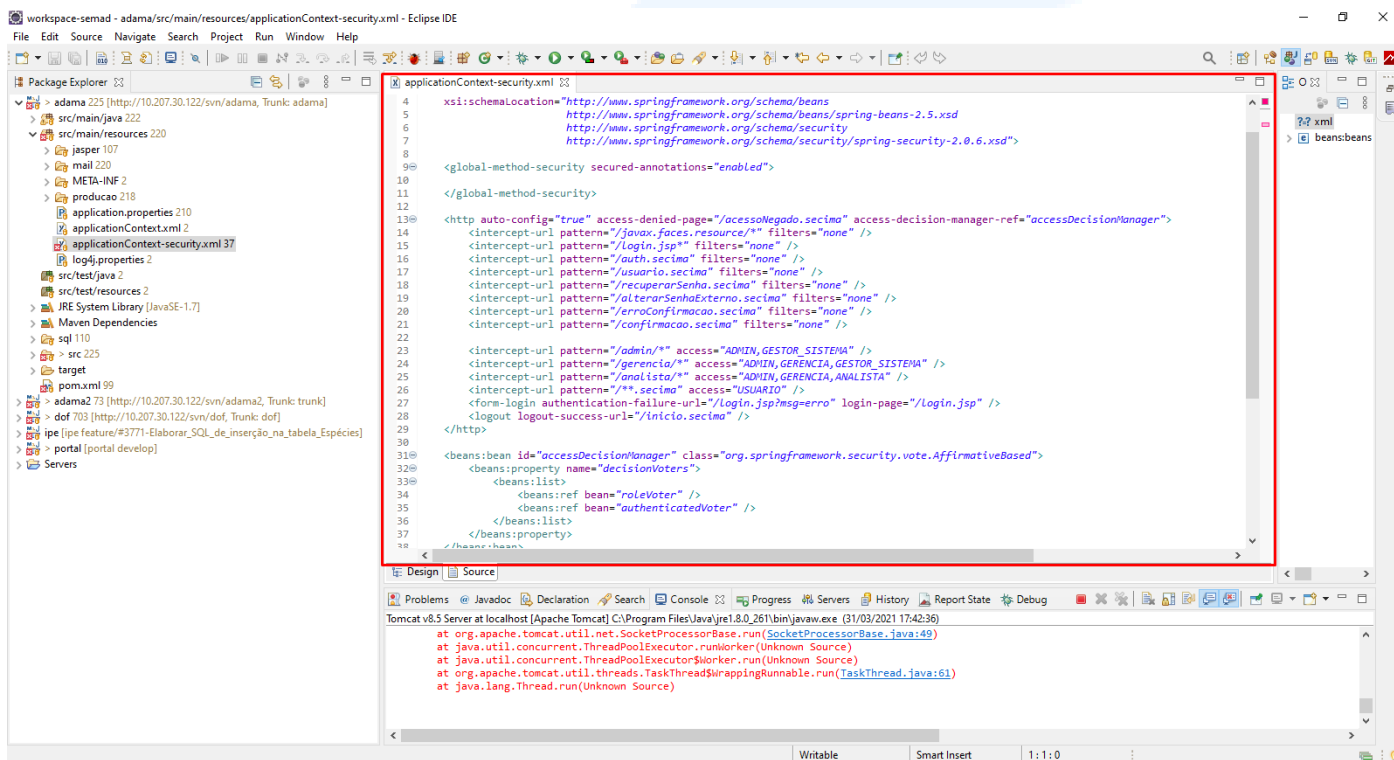 workspace-semad - adama/src/main/resources/applicationContext-security.xml - Eclipse IDE
File Edit Source Navigate Search Project Run Window Help
Package Explorer
> adama 225 [http://10.207.30.122/svn/adama, Trunk: adama]
src/main/java 222
src/main/resources 220
jasper 107
mail 220
META-INF 2
producao 218
application.properties 210
applicationContext.xml 2
applicationContext-security.xml 37
log4j.properties 2
src/test/java 2
src/test/resources 2
JRE System Library [JavaSE-1.7]
Maven Dependencies
sql 110
> src 225
target
pom.xml 99
> adama2 73 [http://10.207.30.122/svn/adama2, Trunk: trunk]
> dof 703 [http://10.207.30.122/svn/dof, Trunk: dof]
ipe [ipe feature/#3771-Elaborar_SQL_de_inserção_na_tabela_Espécies]
> portal [portal develop]
Servers
applicationContext-security.xml
4 xsi:schemaLocation="http://www.springframework.org/schema/beans
5 http://www.springframework.org/schema/beans/spring-beans-2.5.xsd
6 http://www.springframework.org/schema/security
7 http://www.springframework.org/schema/security/spring-security-2.0.6.xsd">
8
9 <global-method-security secured-annotations="enabled">
10
11 </global-method-security>
12
13 <http auto-config="true" access-denied-page="/acessoNegado.secima" access-decision-manager-ref="accessDecisionManager">
14 <intercept-url pattern="/javax.faces.resource/*" filters="none" />
15 <intercept-url pattern="/login.jsp*" filters="none" />
16 <intercept-url pattern="/auth.secima" filters="none" />
17 <intercept-url pattern="/usuario.secima" filters="none" />
18 <intercept-url pattern="/recuperarSenha.secima" filters="none" />
19 <intercept-url pattern="/alterarSenhaExterno.secima" filters="none" />
20 <intercept-url pattern="/erroConfirmacao.secima" filters="none" />
21 <intercept-url pattern="/confirmacao.secima" filters="none" />
22
23 <intercept-url pattern="/admin/*" access="ADMIN,GESTOR_SISTEMA" />
24 <intercept-url pattern="/gerencia/*" access="ADMIN,GERENCIA,GESTOR_SISTEMA" />
25 <intercept-url pattern="/analista/*" access="ADMIN,GERENCIA,ANALISTA" />
26 <intercept-url pattern="/**.secima" access="USUARIO" />
27 <form-login authentication-failure-url="/login.jsp?msg=erro" login-page="/login.jsp" />
28 <logout logout-success-url="/inicio.secima" />
29 </http>
30
31 <beans:bean id="accessDecisionManager" class="org.springframework.security.vote.AffirmativeBased">
32 <beans:property name="decisionVoters">
33 <beans:list>
34 <beans:ref bean="roleVoter" />
35 <beans:ref bean="authenticatedVoter" />
36 </beans:list>
37 </beans:property>
38 </beans:bean>
Design Source
O
?=? xml
e beans:beans
Problems @ Javadoc Declaration Search Console Progress Servers History Report State Debug
Tomcat v8.5 Server at localhost [Apache Tomcat] C:\Program Files\Java\jre1.8.0_261\bin\javaw.exe (31/03/2021 17:42:36)
at org.apache.tomcat.util.net.SocketProcessorBase.run(SocketProcessorBase.java:49)
at java.util.concurrent.ThreadPoolExecutor.runWorker(Unknown Source)
at java.util.concurrent.ThreadPoolExecutor$Worker.run(Unknown Source)
at org.apache.tomcat.util.threads.TaskThread$WrappingRunnable.run(TaskThread.java:61)
at java.lang.Thread.run(Unknown Source)
Writable Smart Insert 1 : 1 : 0